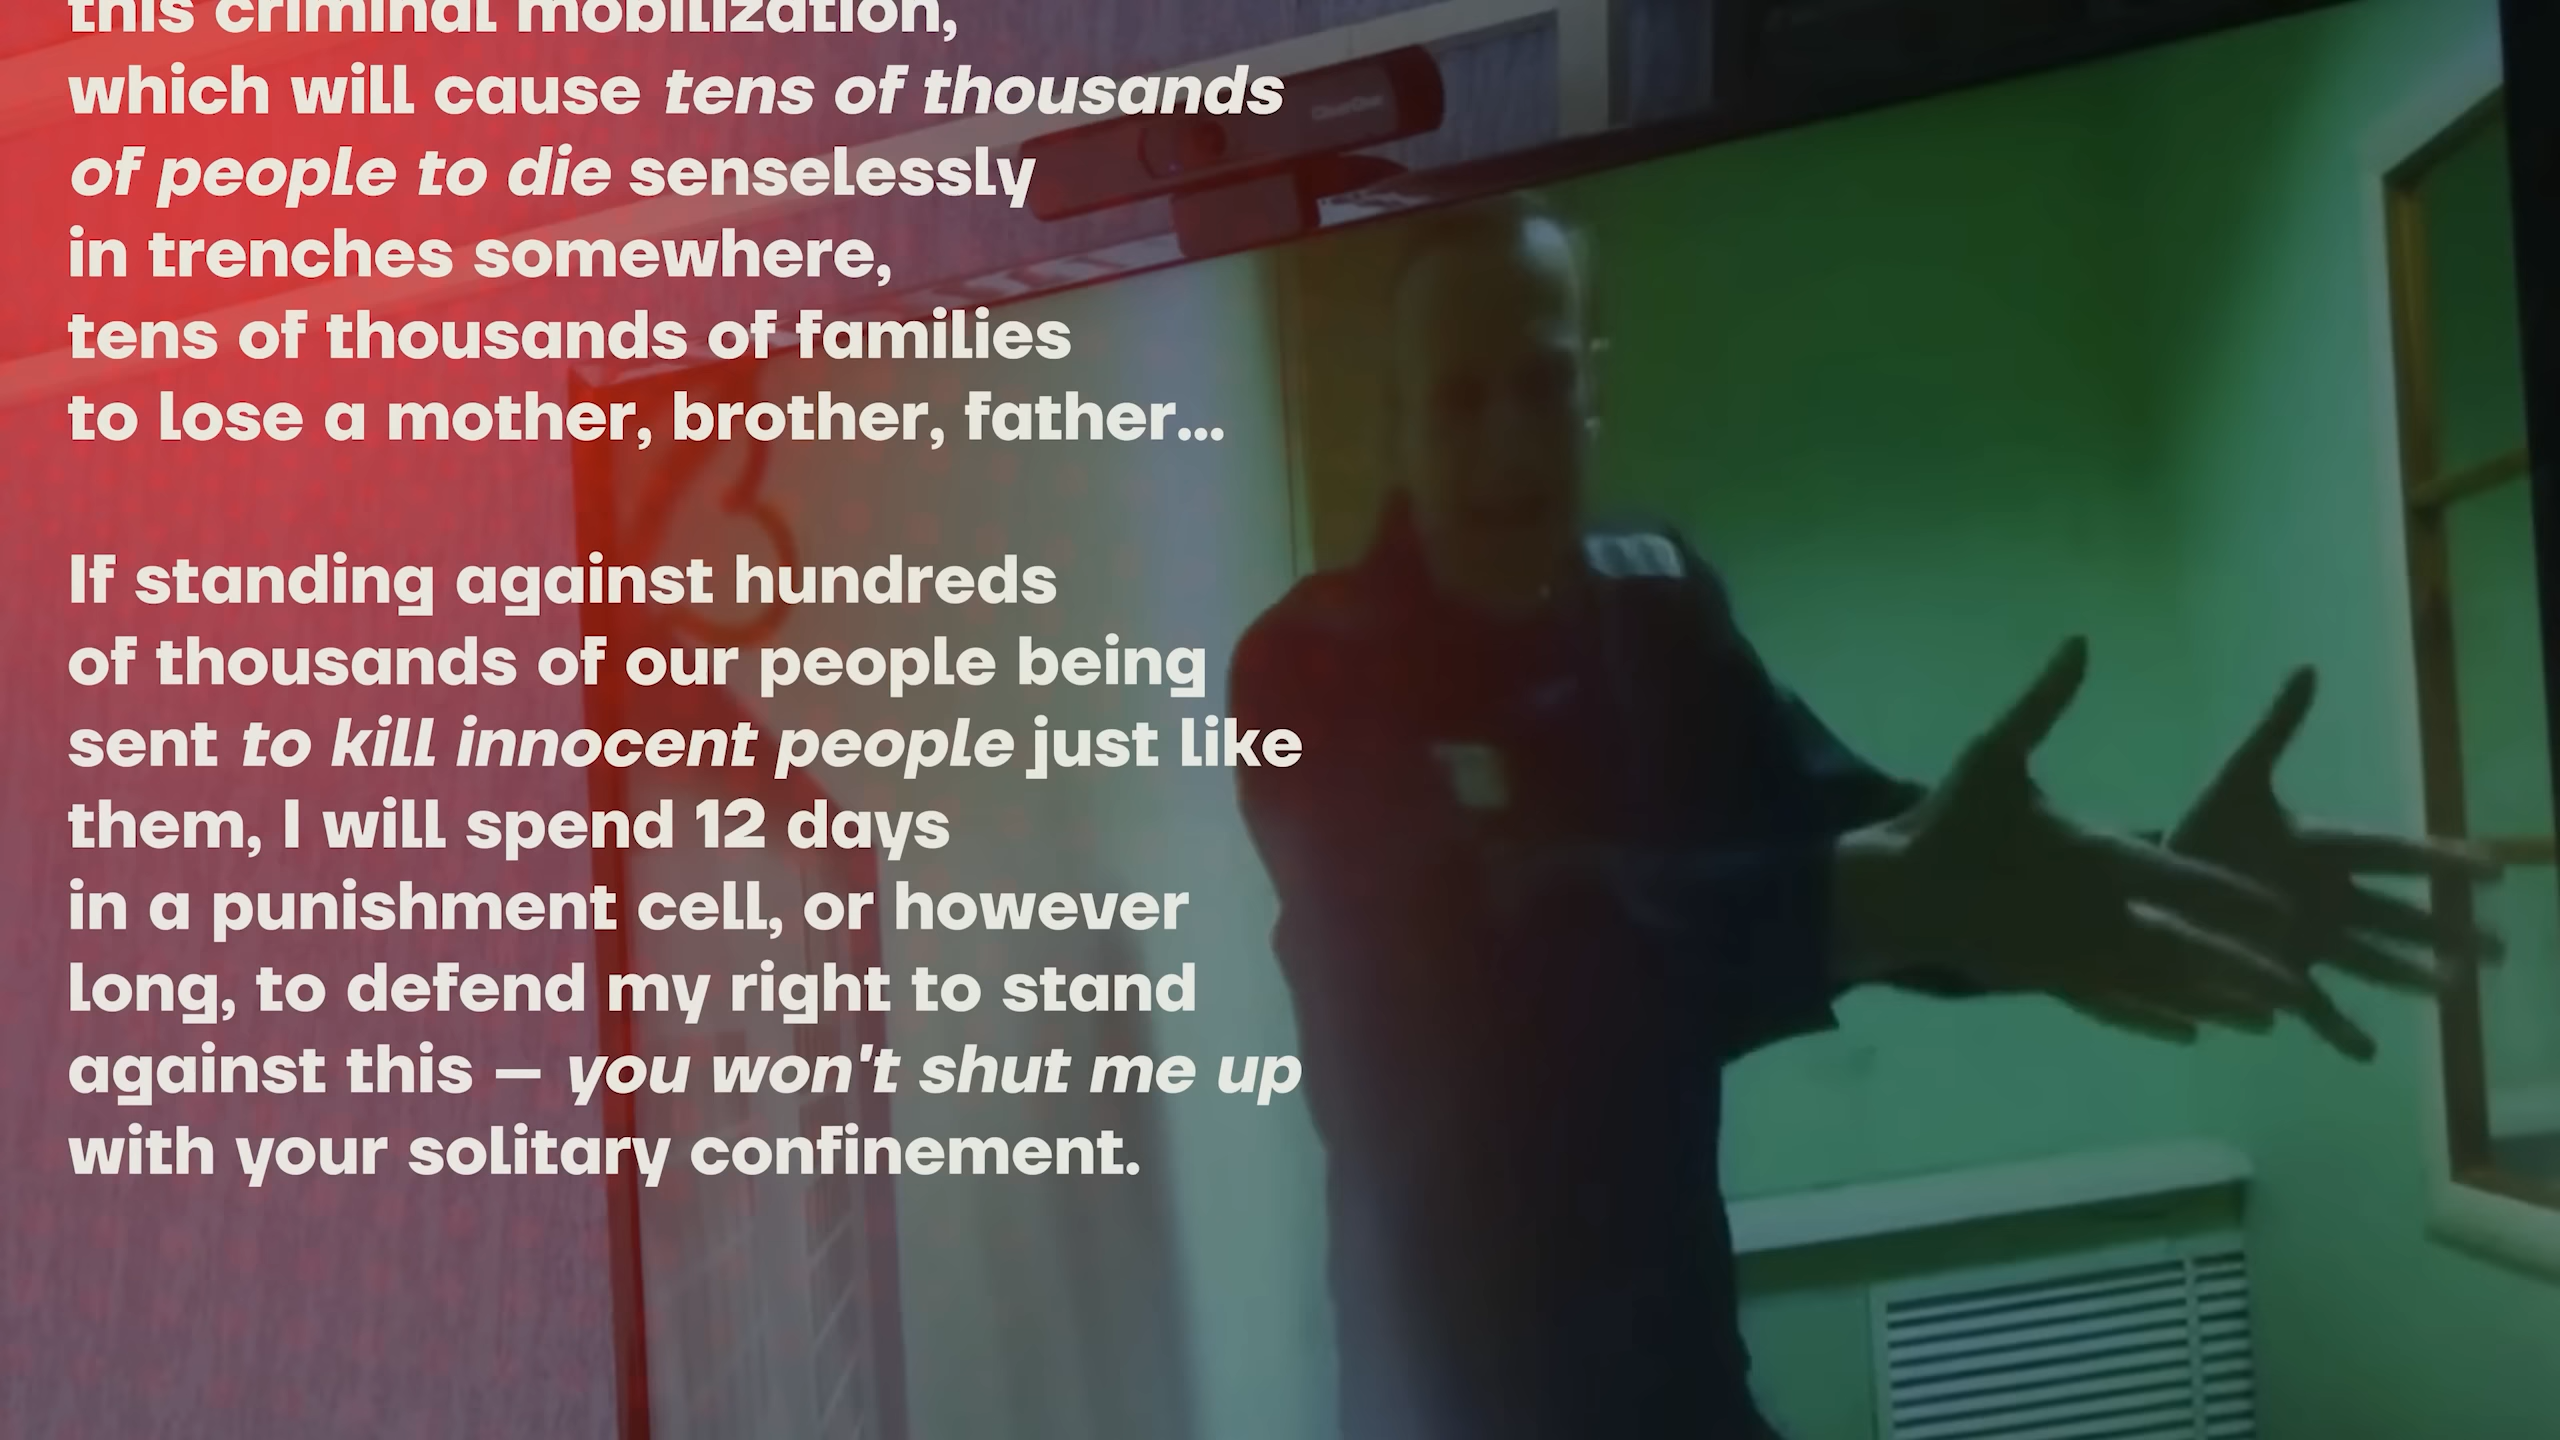 this criminal mobilization,
which will cause tens of thousands
of people to die senselessly
in trenches somewhere,
tens of thousands of families
to lose a mother, brother, father...
If standing against hundreds
of thousands of our people being
sent to kill innocent people just like
them, I will spend 12 days
in a punishment cell, or however
long, to defend my right to stand
against this — you won't shut me up
with your solitary confinement.
ClearOne